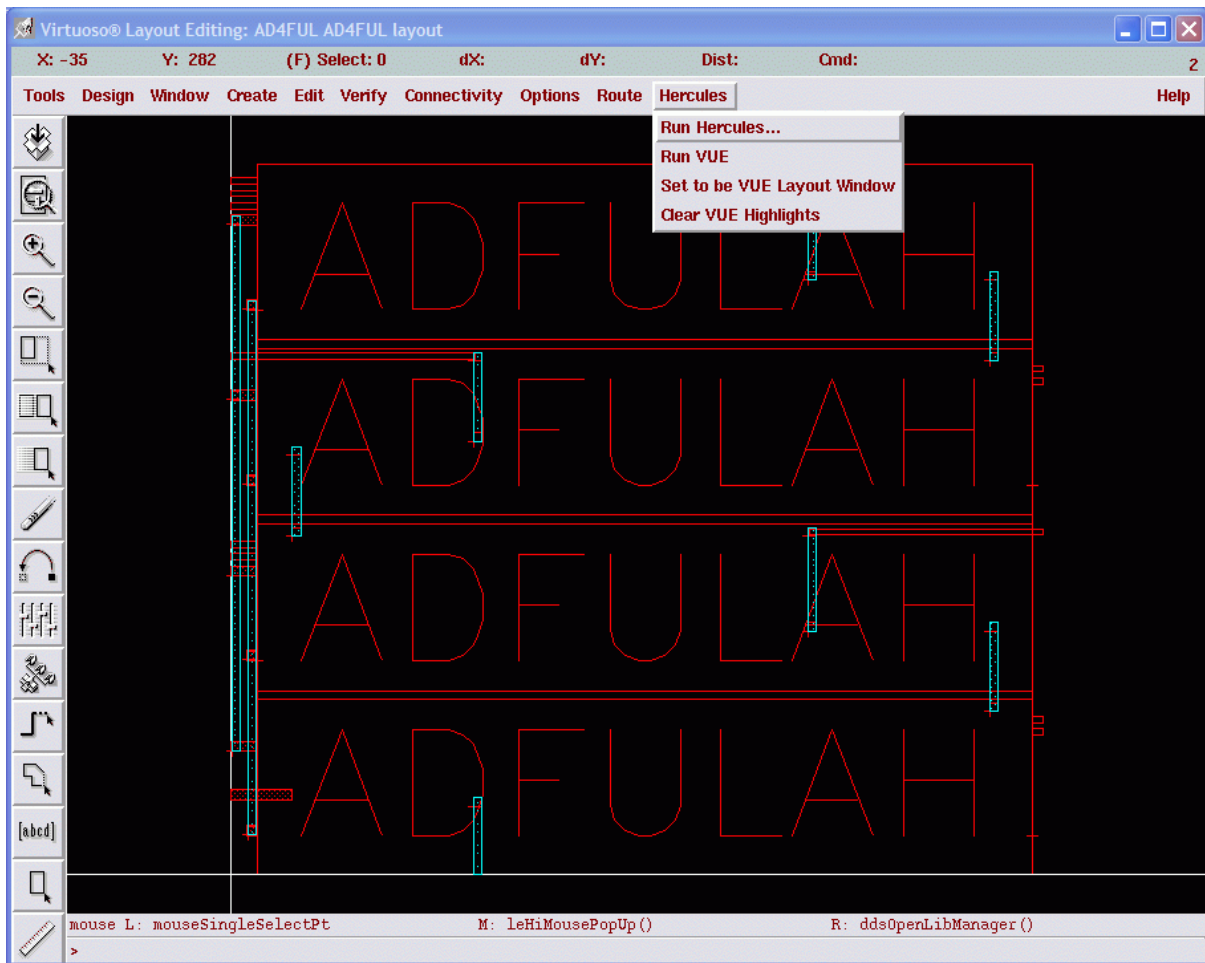 Virtuoso® Layout Editing: AD4FUL AD4FUL layout
X: -35 Y: 282 (F) Select: 0 dX: dY: Dist: Cmd: 2
Tools Design Window Create Edit Verify Connectivity Options Route Hercules Help
Run Hercules...
Run VUE
Set to be VUE Layout Window
Clear VUE Highlights
ADFULAH
ADFULAH
ADFULAH
ADFULAH
[abcd]
mouse L: mouseSingleSelectPt M: leHiMousePopUp() R: ddsOpenLibManager()
>